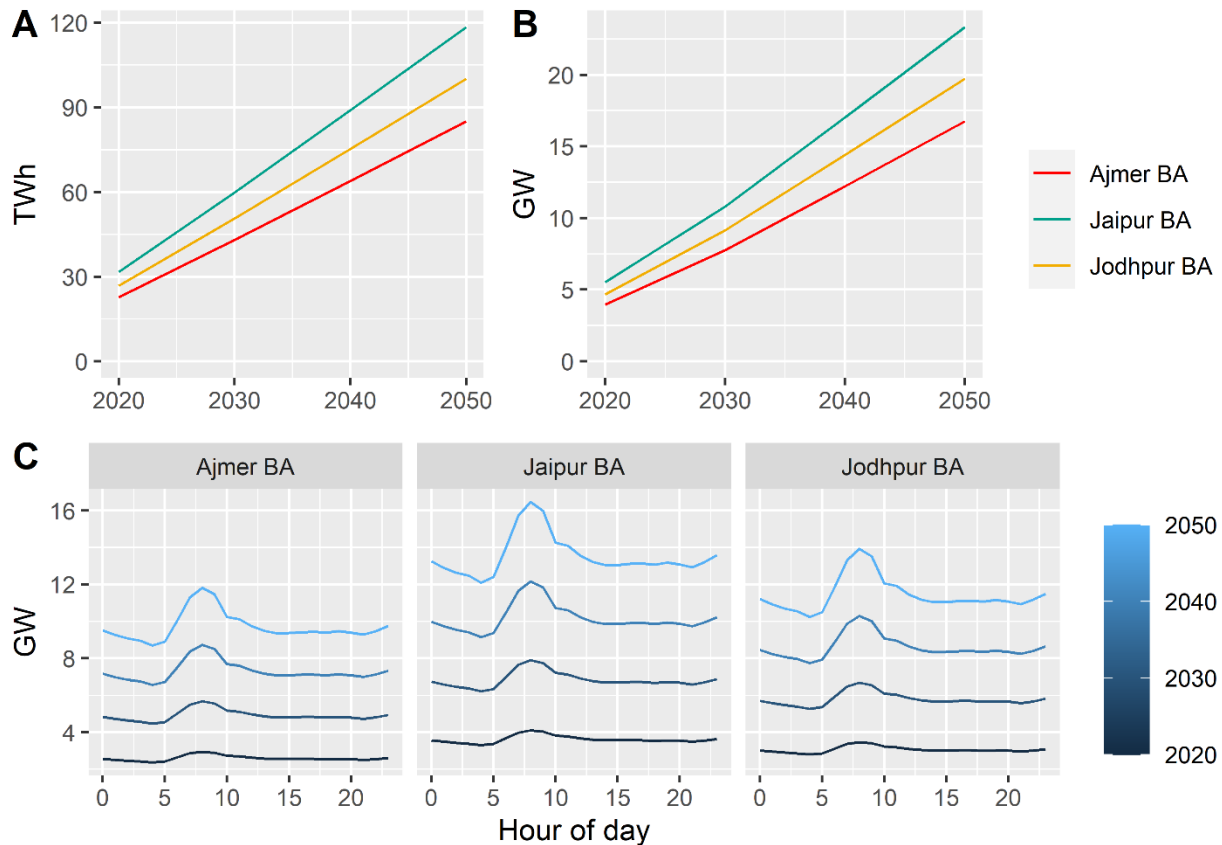 A
TWh
120
90
60
30
0
2020 2030 2040 2050
B
GW
20
15
10
5
0
2020 2030 2040 2050
Ajmer BA
Jaipur BA
Jodhpur BA
C
Ajmer BA Jaipur BA Jodhpur BA
GW
16
12
8
4
0 5 10 15 20 0 5 10 15 20 0 5 10 15 20
Hour of day
2050
2040
2030
2020